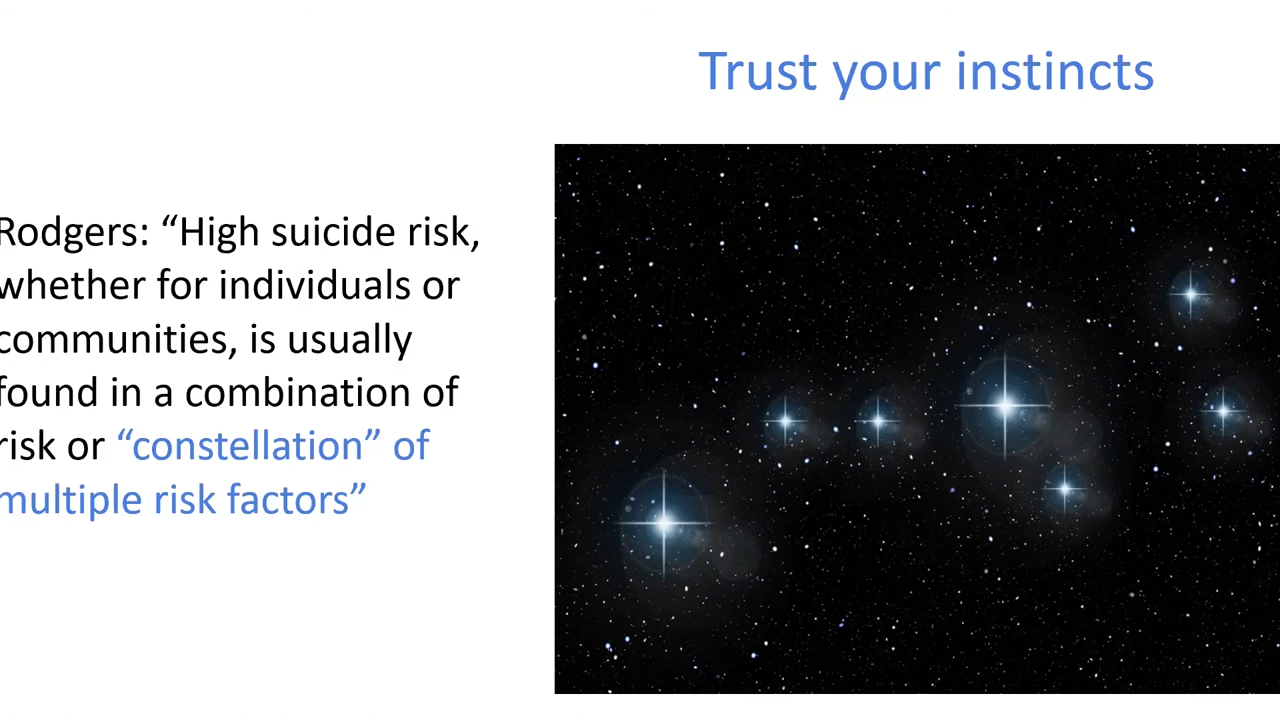 Trust your instincts
Rodgers: “High suicide risk,
whether for individuals or
communities, is usually
found in a combination of
risk or “constellation” of
multiple risk factors”